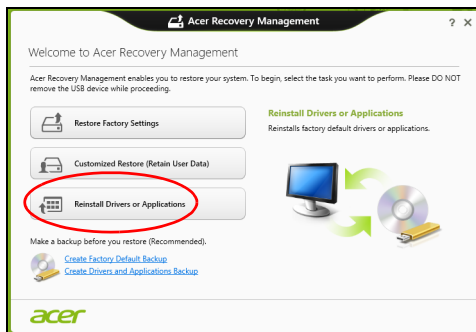 Acer Recovery Management
? X
Welcome to Acer Recovery Management
Acer Recovery Management enables you to restore your system. To begin, select the task you want to perform. Please DO NOT
remove the USB device while proceeding.
Restore Factory Settings
Customized Restore (Retain User Data)
Reinstall Drivers or Applications
Reinstall Drivers or Applications
Reinstalls factory default drivers or applications.
Make a backup before you restore (Recommended).
Create Factory Default Backup
Create Drivers and Applications Backup
acer